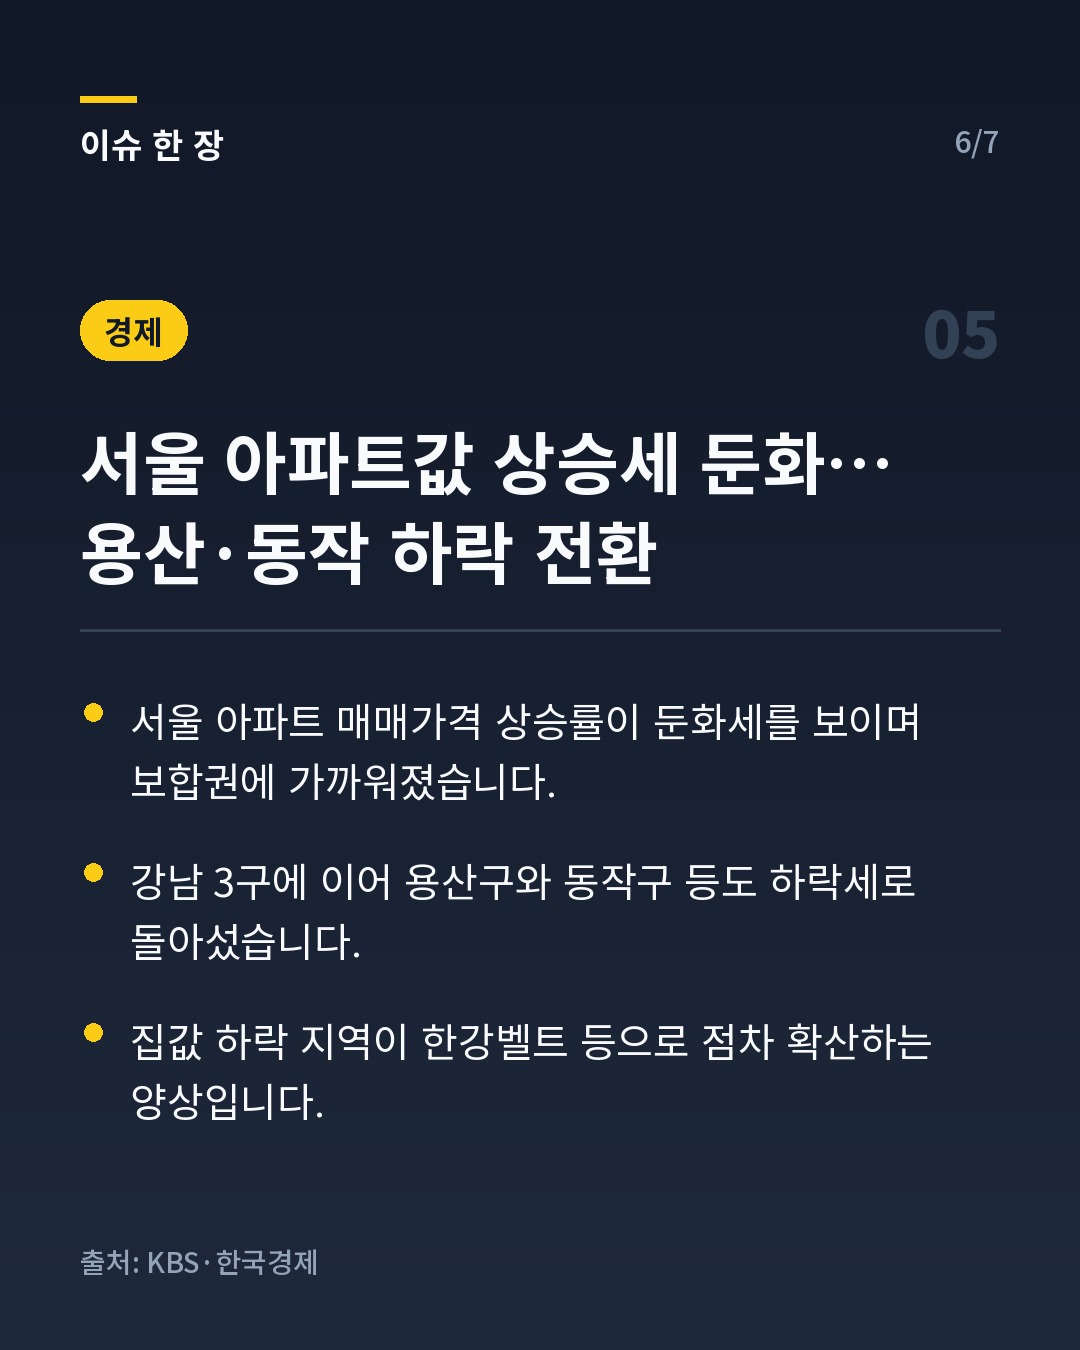 이슈 한 장
6/7
경제
05
서울 아파트값 상승세 둔화…
용산·동작 하락 전환
서울 아파트 매매가격 상승률이 둔화세를 보이며
보합권에 가까워졌습니다.
강남 3구에 이어 용산구와 동작구 등도 하락세로
돌아섰습니다.
집값 하락 지역이 한강벨트 등으로 점차 확산하는
양상입니다.
출처: KBS·한국경제